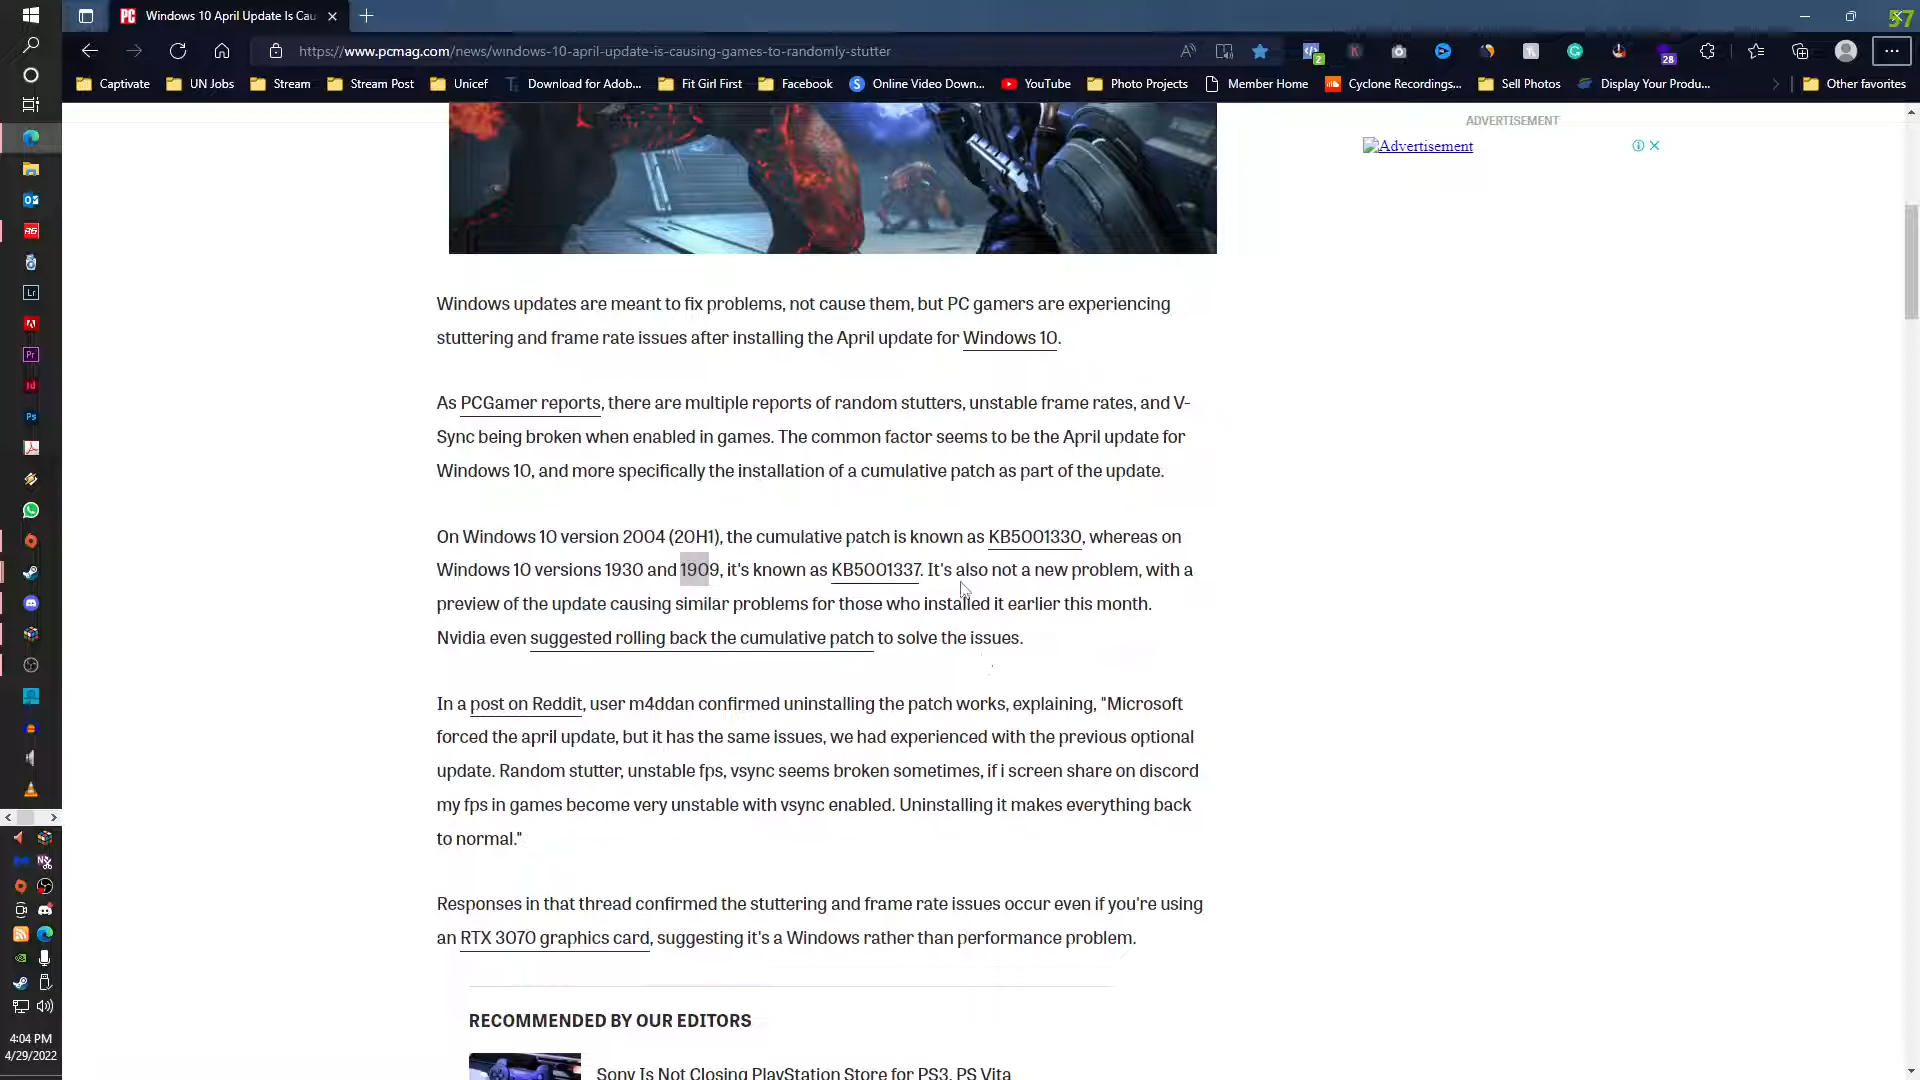 Windows 10 April Update Is Cau
57
https://www.pcmag.com/news/windows-10-april-update-is-causing-games-to-randomly-stutter
2
28
Captivate
UN Jobs
Stream
Stream Post
Unicef
Download for Adob...
Fit Girl First
Facebook
Online Video Down...
YouTube
Photo Projects
Member Home
Cyclone Recordings...
Sell Photos
Display Your Produ...
Other favorites
ADVERTISEMENT
Advertisement
Windows updates are meant to fix problems, not cause them, but PC gamers are experiencing
stuttering and frame rate issues after installing the April update for Windows 10.
As PCGamer reports, there are multiple reports of random stutters, unstable frame rates, and V-
Sync being broken when enabled in games. The common factor seems to be the April update for
Windows 10, and more specifically the installation of a cumulative patch as part of the update.
On Windows 10 version 2004 (20H1), the cumulative patch is known as KB5001330, whereas on
Windows 10 versions 1930 and 1909, it's known as KB5001337. It's also not a new problem, with a
preview of the update causing similar problems for those who installed it earlier this month.
Nvidia even suggested rolling back the cumulative patch to solve the issues.
In a post on Reddit, user m4ddan confirmed uninstalling the patch works, explaining, "Microsoft
forced the april update, but it has the same issues, we had experienced with the previous optional
update. Random stutter, unstable fps, vsync seems broken sometimes, if i screen share on discord
my fps in games become very unstable with vsync enabled. Uninstalling it makes everything back
to normal."
Responses in that thread confirmed the stuttering and frame rate issues occur even if you're using
an RTX 3070 graphics card, suggesting it's a Windows rather than performance problem.
RECOMMENDED BY OUR EDITORS
Sony Is Not Closing PlayStation Store for PS3, PS Vita
Lr
Pr
Id
Ps
4:04 PM
4/29/2022